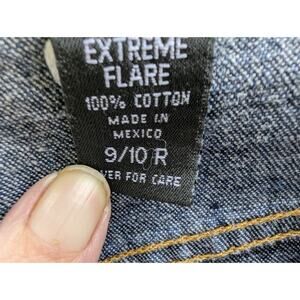 EXTREME
FLARE
100% COTTON
MADE IN
MEXICO
9/10 R
FOR CARE